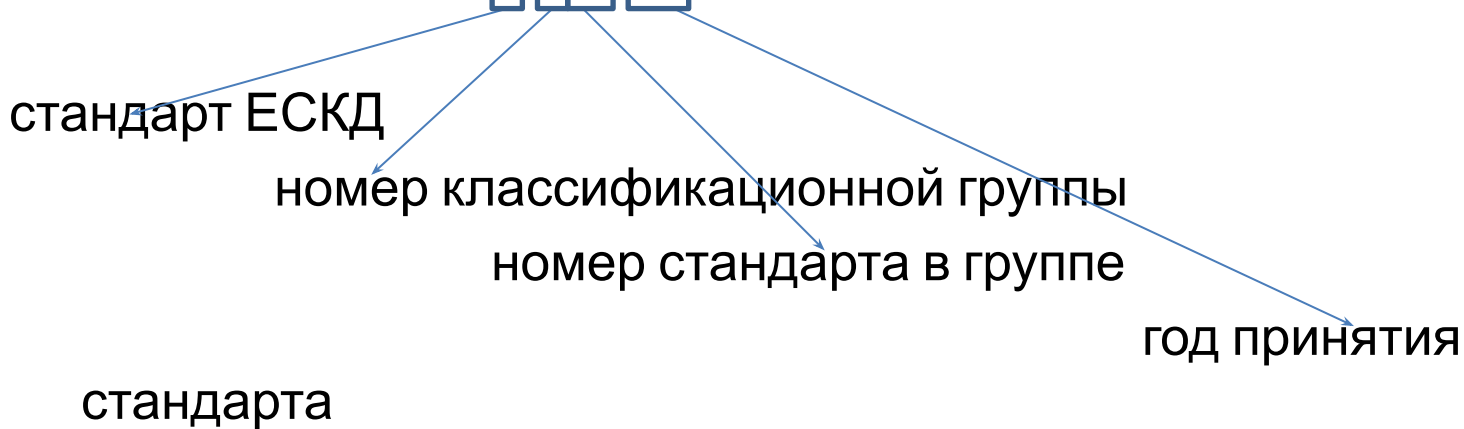 стандарт ЕСКД
номер классификационной группы
номер стандарта в группе
год принятия
стандарта